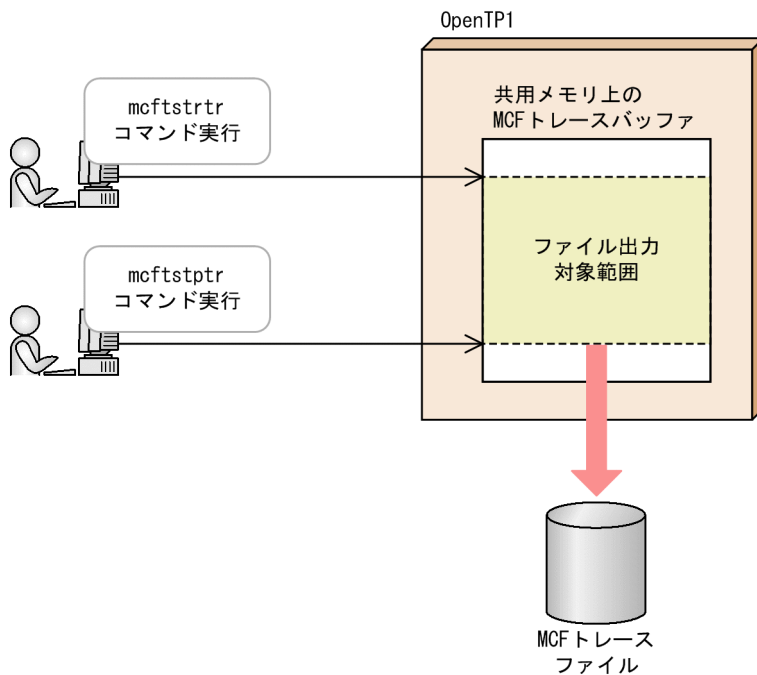 OpenTP1
mcftstrtr
コマンド実行
共用メモリ上の
MCFトレースバッファ
ファイル出力
対象範囲
mcftstptr
コマンド実行
MCFトレース
ファイル